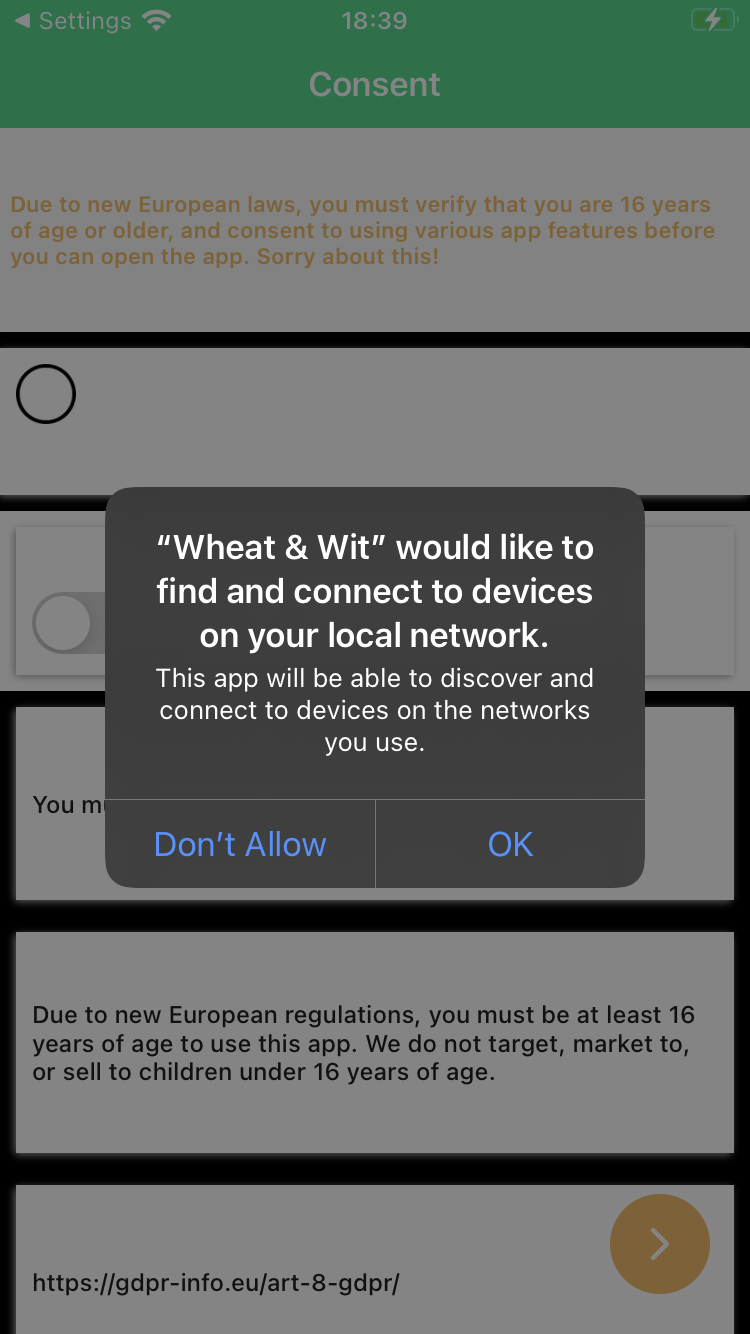 Settings
18:39
Consent
Due to new European laws, you must verify that you are 16 years
of age or older, and consent to using various app features before
you can open the app. Sorry about this!
“Wheat & Wit” would like to
find and connect to devices
on your local network.
This app will be able to discover and
connect to devices on the networks
you use.
You
Don’t Allow
OK
Due to new European regulations, you must be at least 16
years of age to use this app. We do not target, market to,
or sell to children under 16 years of age.
https://gdpr-info.eu/art-8-gdpr/